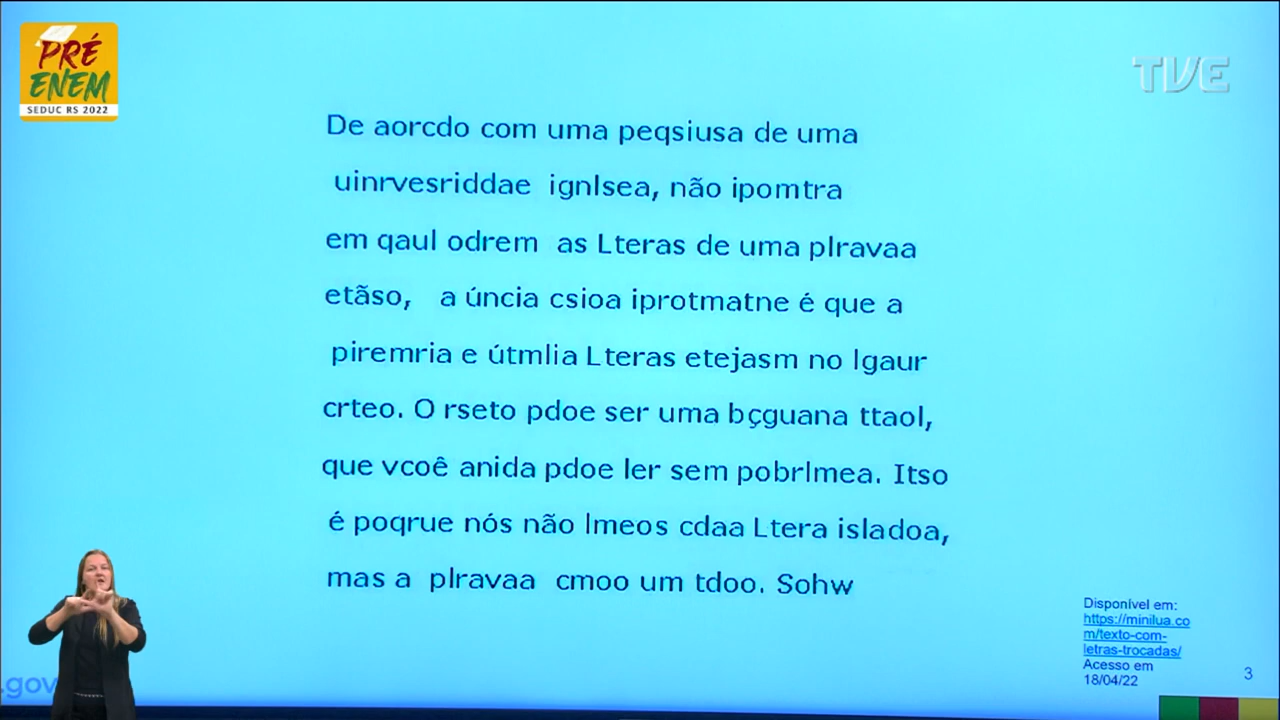 PRÉ
ENEM
SEDUC RS 2022
TVE
De aorcdo com uma peqsiusa de uma
uinrvesriddae ignlsea, não ipomtra
em qaul odrem as Lteras de uma plravaa
etãso, a úncia csioa iprotmatne é que a
piremria e útmlia Lteras etejasm no lgaur
crteo. O rseto pdoe ser uma bçguana ttaol,
que vcoê anida pdoe ler sem pobrlmea. Itso
é poqrue nós não lmeos cdaa Ltera isladoa,
mas a plravaa cmoo um tdoo. Sohw
Disponível em:
https://minilua.co
m/texto-com-
letras-trocadas/
Acesso em
18/04/22
3
.gov